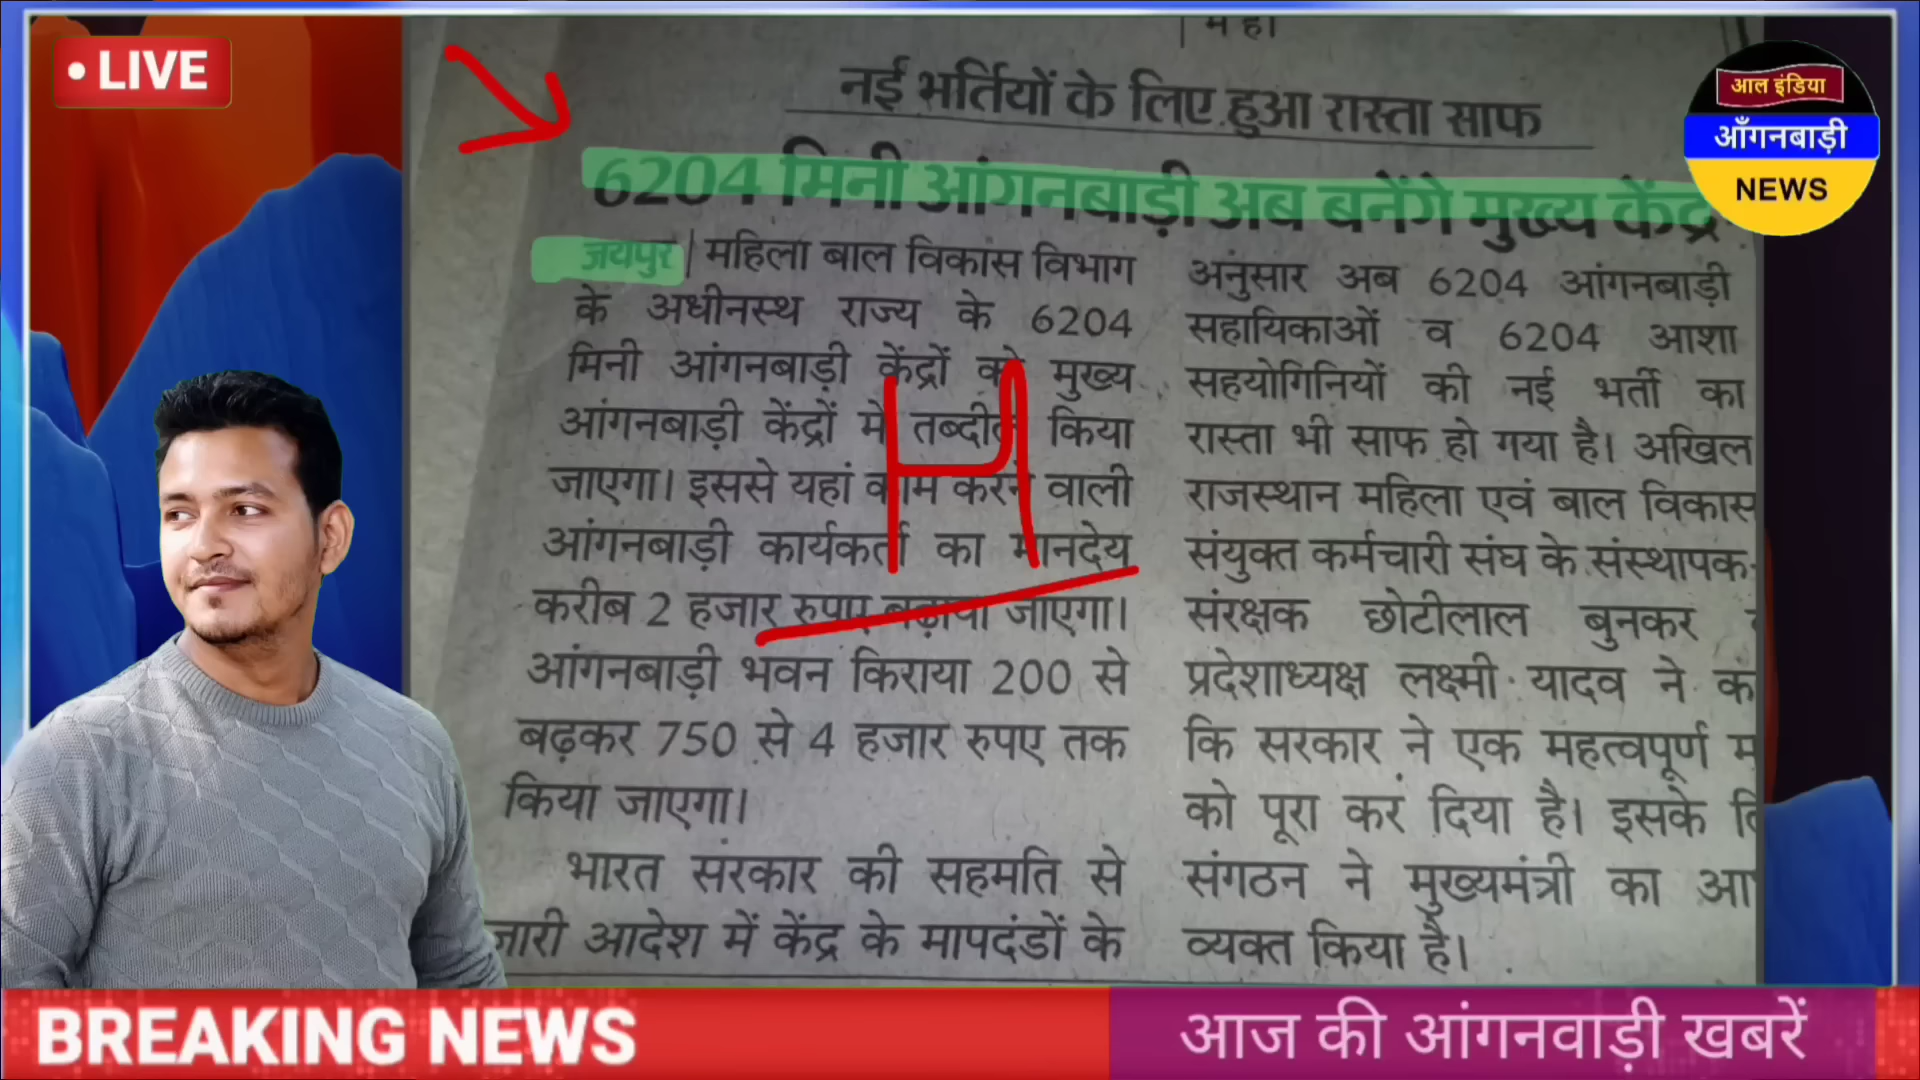 • LIVE
में है।
नई भर्तियों के लिए हुआ रास्ता साफ
6204 मिनी आंगनबाड़ी अब बनेंगे मुख्य केंद्र
आल इंडिया
आँगनबाड़ी
NEWS
जयपुर | महिला बाल विकास विभाग
के अधीनस्थ राज्य के 6204
मिनी आंगनबाड़ी केंद्रों को मुख्य
आंगनबाड़ी केंद्रों में तब्दील किया
जाएगा। इससे यहां काम करने वाली
आंगनबाड़ी कार्यकर्ता का मानदेय
करीब 2 हजार रुपए बढ़ाया जाएगा।
आंगनबाड़ी भवन किराया 200 से
बढ़कर 750 से 4 हजार रुपए तक
किया जाएगा।
भारत सरकार की सहमति से
जारी आदेश में केंद्र के मापदंडों के
अनुसार अब 6204 आंगनबाड़ी
सहायिकाओं व 6204 आशा
सहयोगिनियों की नई भर्ती का
रास्ता भी साफ हो गया है। अखिल
राजस्थान महिला एवं बाल विकास
संयुक्त कर्मचारी संघ के संस्थापक
संरक्षक छोटीलाल बुनकर
प्रदेशाध्यक्ष लक्ष्मी यादव ने
कि सरकार ने एक महत्वपूर्ण
को पूरा कर दिया है। इसके
संगठन ने मुख्यमंत्री का
व्यक्त किया है।
BREAKING NEWS
आज की आंगनवाड़ी खबरें